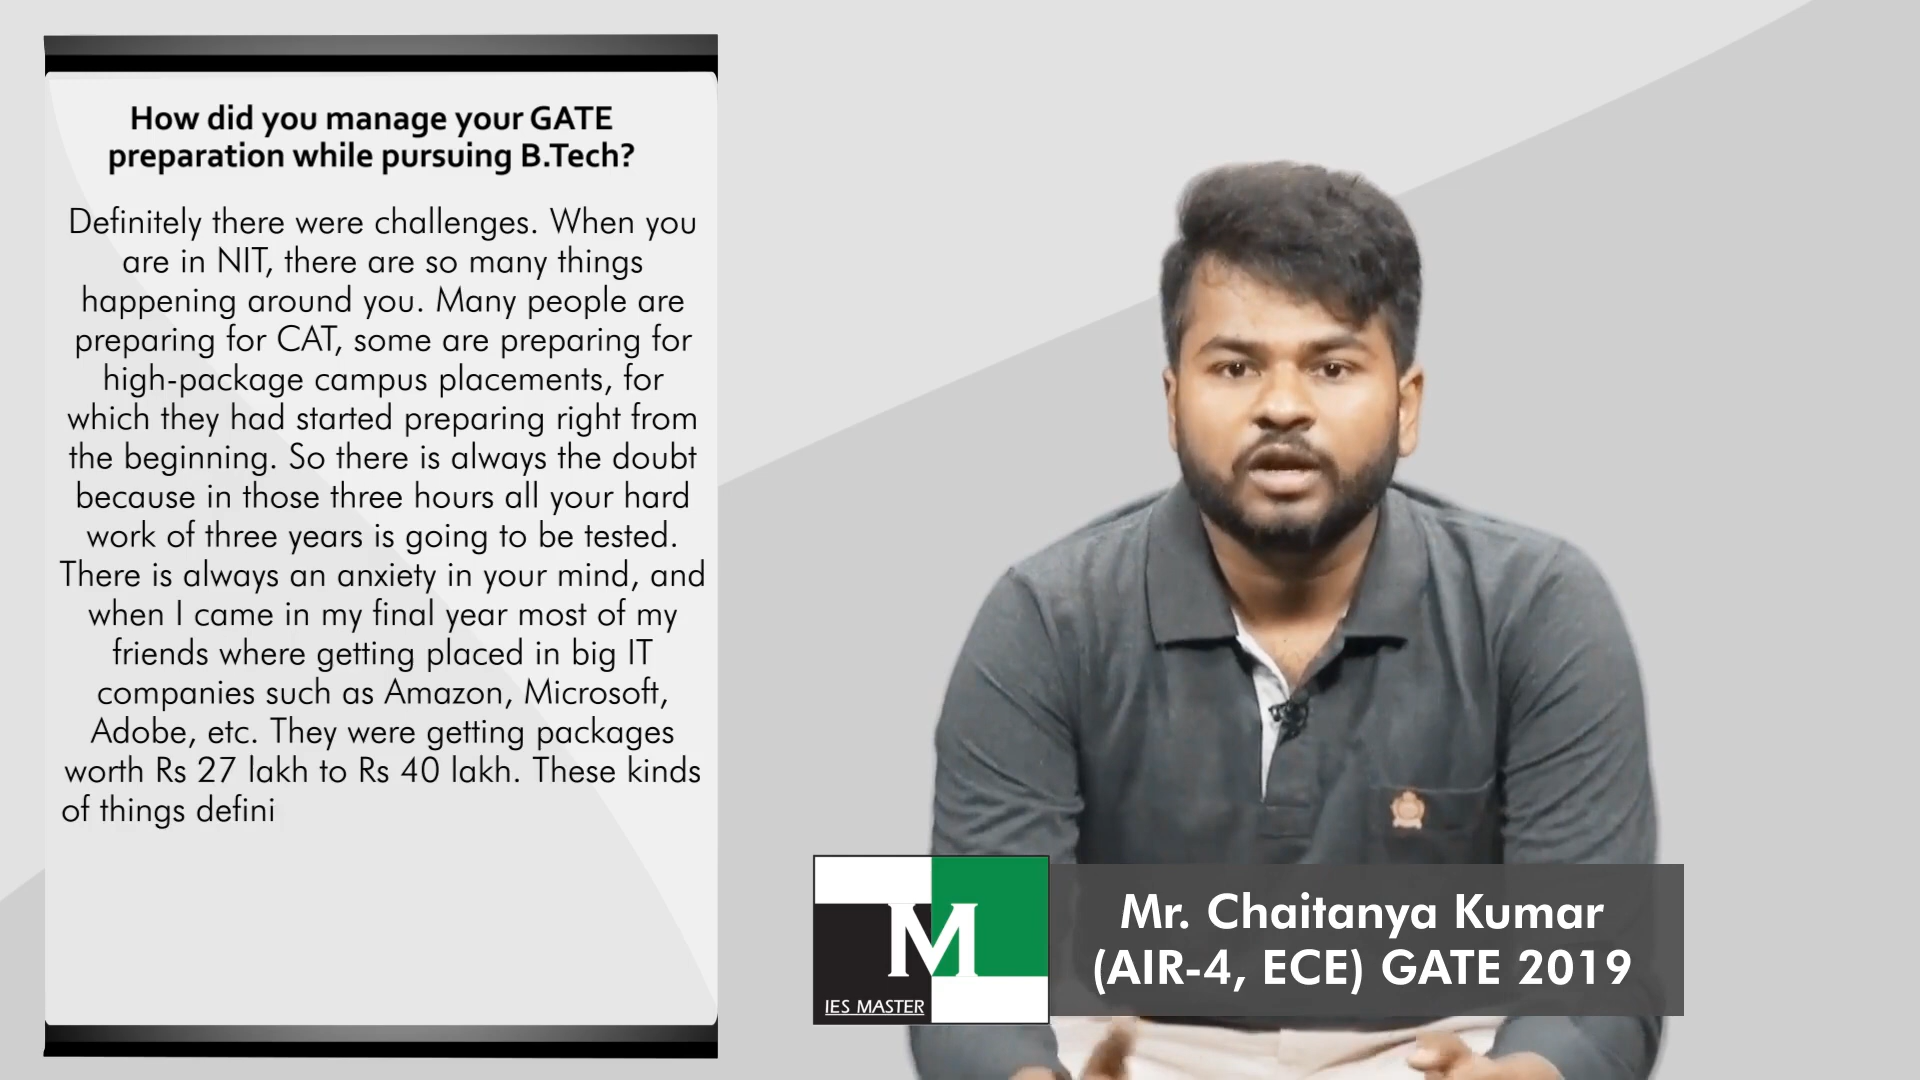 How did you manage your GATE
preparation while pursuing B.Tech?
Definitely there were challenges. When you
are in NIT, there are so many things
happening around you. Many people are
preparing for CAT, some are preparing for
high-package campus placements, for
which they had started preparing right from
the beginning. So there is always the doubt
because in those three hours all your hard
work of three years is going to be tested.
There is always an anxiety in your mind, and
when I came in my final year most of my
friends where getting placed in big IT
companies such as Amazon, Microsoft,
Adobe, etc. They were getting packages
worth Rs 27 lakh to Rs 40 lakh. These kinds
of things defini
M
IES MASTER
Mr. Chaitanya Kumar
(AIR-4, ECE) GATE 2019